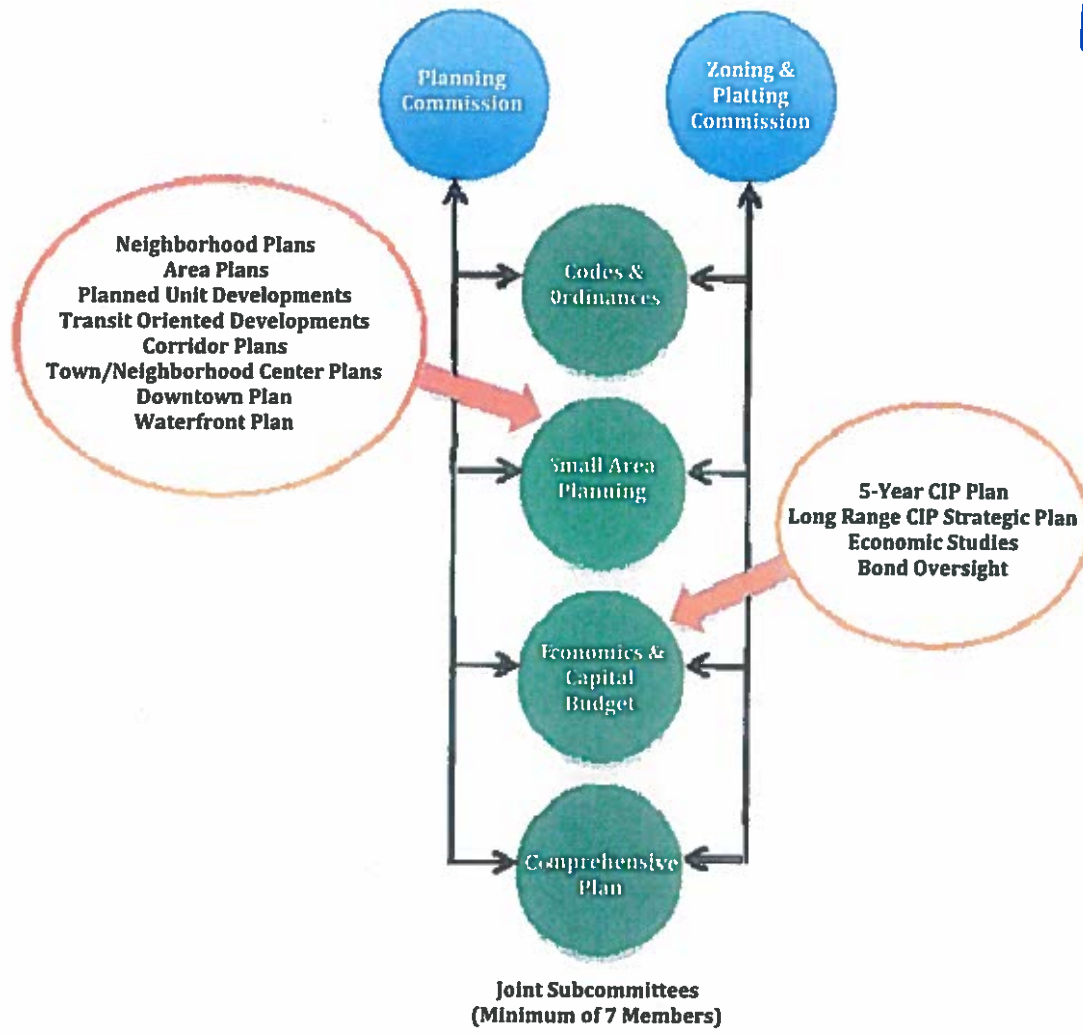 Planning
Commission
Zoning &
Platting
Commission
Neighborhood Plans
Area Plans
Planned Unit Developments
Transit Oriented Developments
Corridor Plans
Town/Neighborhood Center Plans
Downtown Plan
Waterfront Plan
Codes &
Ordinances
Small Area
Planning
5-Year CIP Plan
Long Range CIP Strategic Plan
Economic Studies
Bond Oversight
Economics &
Capital
Budget
Comprehensive
Plan
Joint Subcommittees
(Minimum of 7 Members)